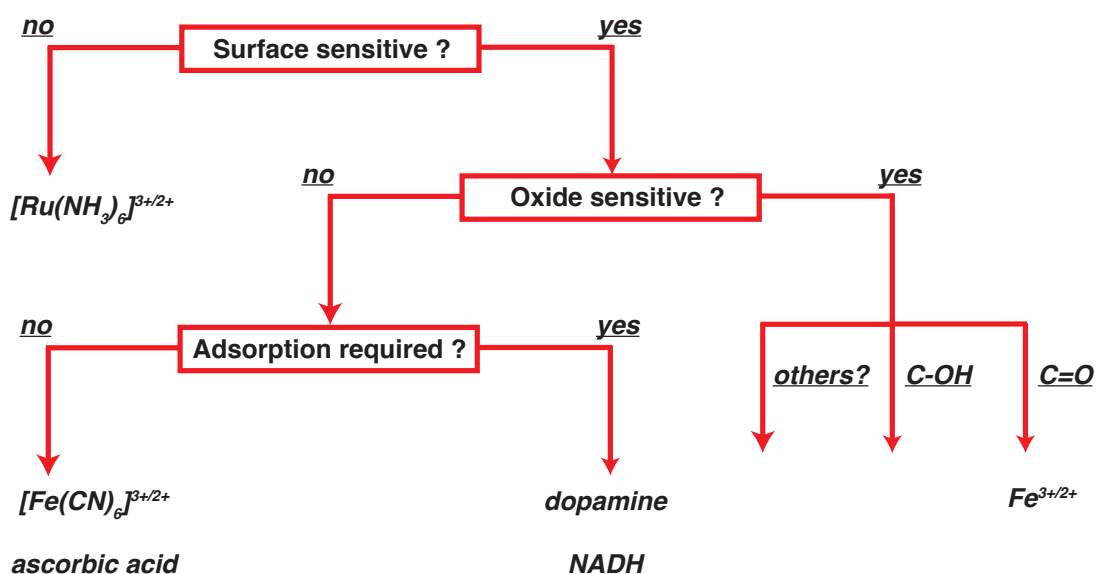 no
yes
Surface sensitive ?
no
yes
[Ru(NH₃)₆]³⁺/²⁺
Oxide sensitive ?
no
yes
Adsorption required ?
others?
C-OH
C=O
[Fe(CN)₆]³⁺/²⁺
dopamine
Fe³⁺/²⁺
ascorbic acid
NADH